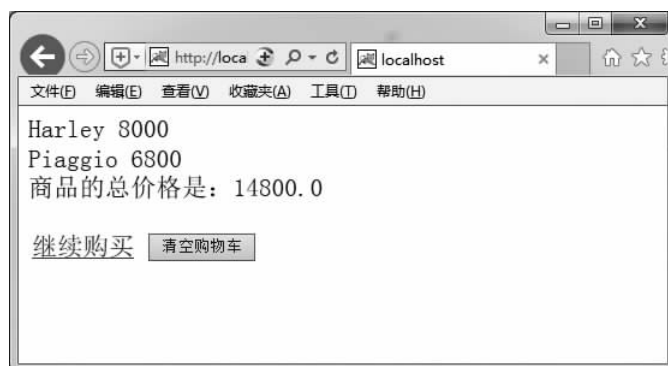 http://loca
localhost
文件(F) 编辑(E) 查看(V) 收藏夹(A) 工具(T) 帮助(H)
Harley 8000
Piaggio 6800
商品的总价格是：14800.0
继续购买 清空购物车